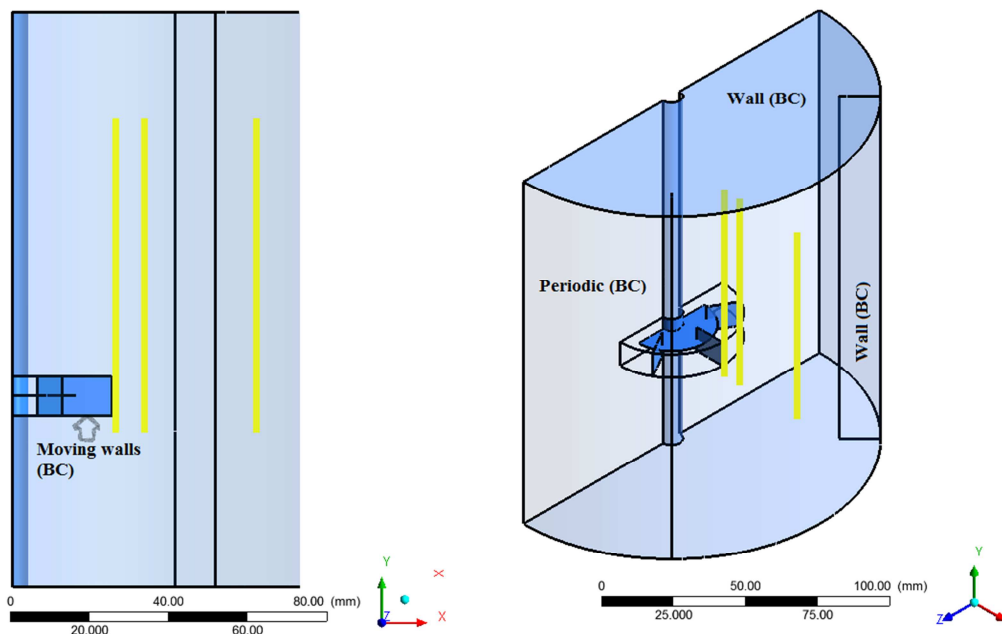 Moving walls
(BC)
0
40.00
80.00 (mm)
20.000
60.00
Y
Z
X
X
Wall (BC)
Periodic (BC)
Wall (BC)
0
50.00
100.00
(mm)
25.000
75.00
Y
Z